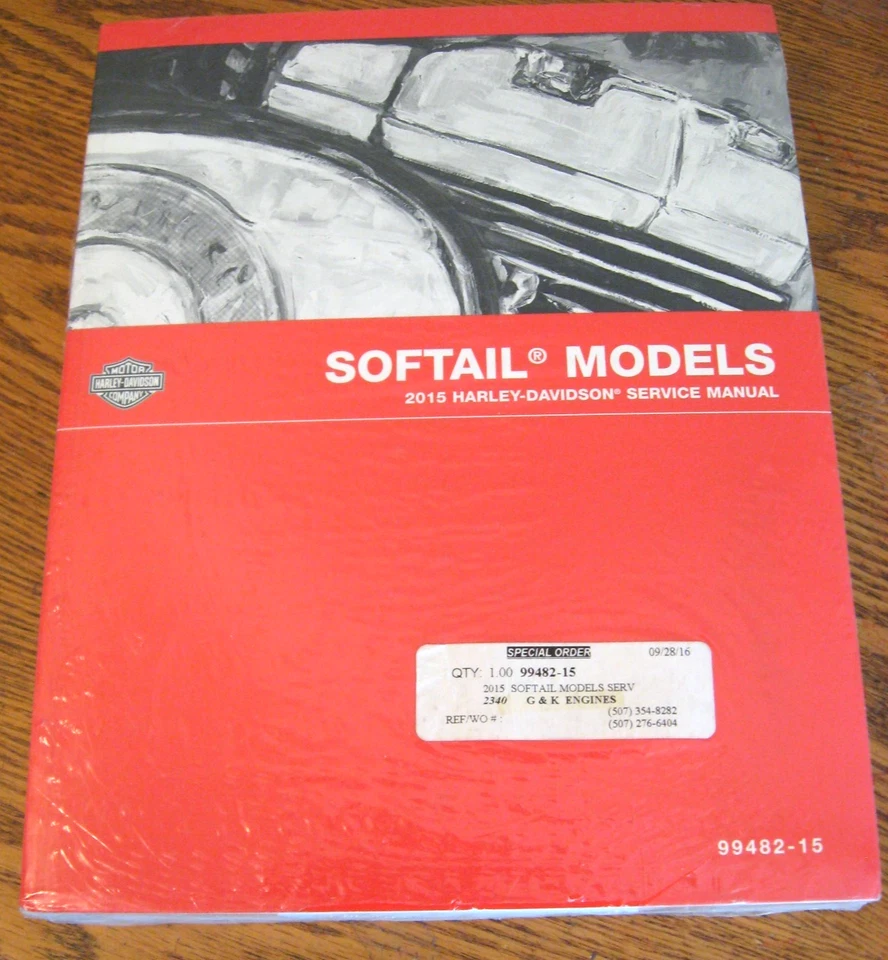 SOFTAIL® MODELS
2015 HARLEY-DAVIDSON® SERVICE MANUAL
MOTOR
HARLEY-DAVIDSON
COMPANY
SPECIAL ORDER 09/28/16
QTY: 1.00 99482-15
2015 SOFTAIL MODELS SERV
2340 G & K ENGINES
(507) 354-8282
REF/WO # :
(507) 276-6404
99482-15